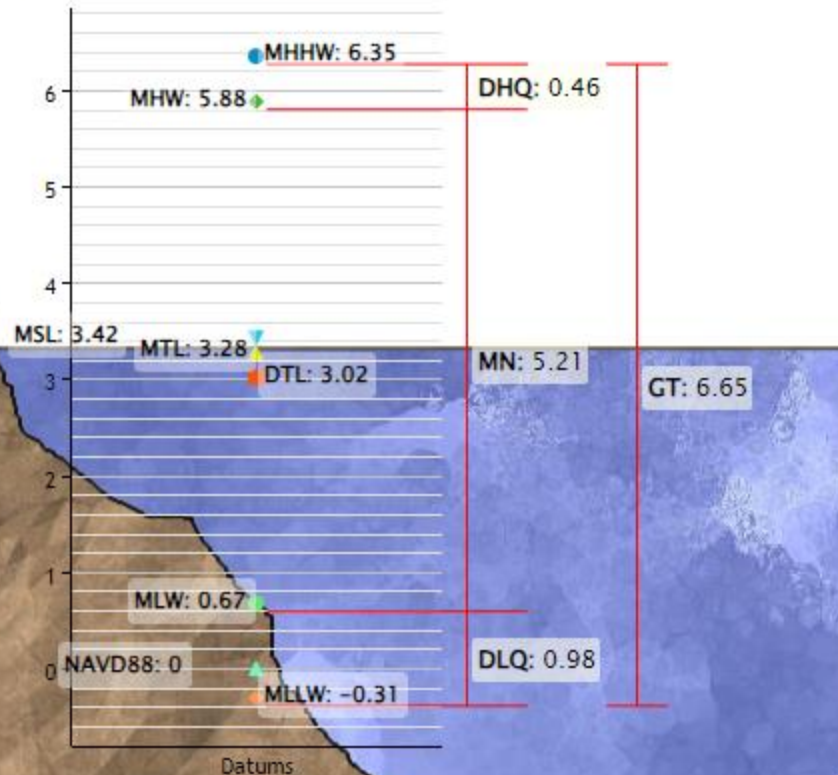 MHHW: 6.35
DHQ: 0.46
6
MHW: 5.88
5
4
MSL: 3.42
MTL: 3.28
MN: 5.21
3
DTL: 3.02
GT: 6.65
2
1
MLW: 0.67
DLQ: 0.98
0
NAVD88: 0
MLLW: −0.31
Datums